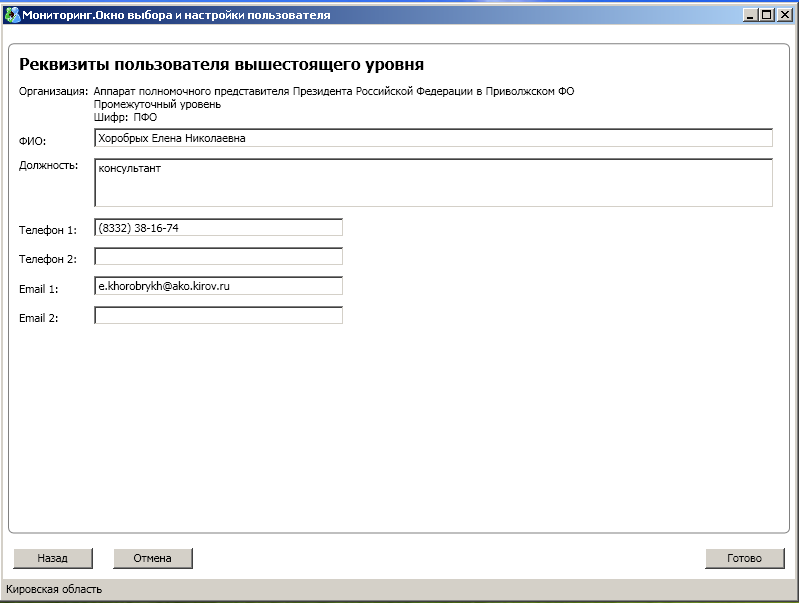 Мониторинг.Окно выбора и настройки пользователя
Реквизиты пользователя вышестоящего уровня
Организация: Аппарат полномочного представителя Президента Российской Федерации в Приволжском ФО
Промежуточный уровень
Шифр: ПФО
ФИО: Хоробрых Елена Николаевна
Должность: консультант
Телефон 1: (8332) 38-16-74
Телефон 2:
Email 1: e.khorobrykh@ako.kirov.ru
Email 2:
Назад Отмена Готово
Кировская область